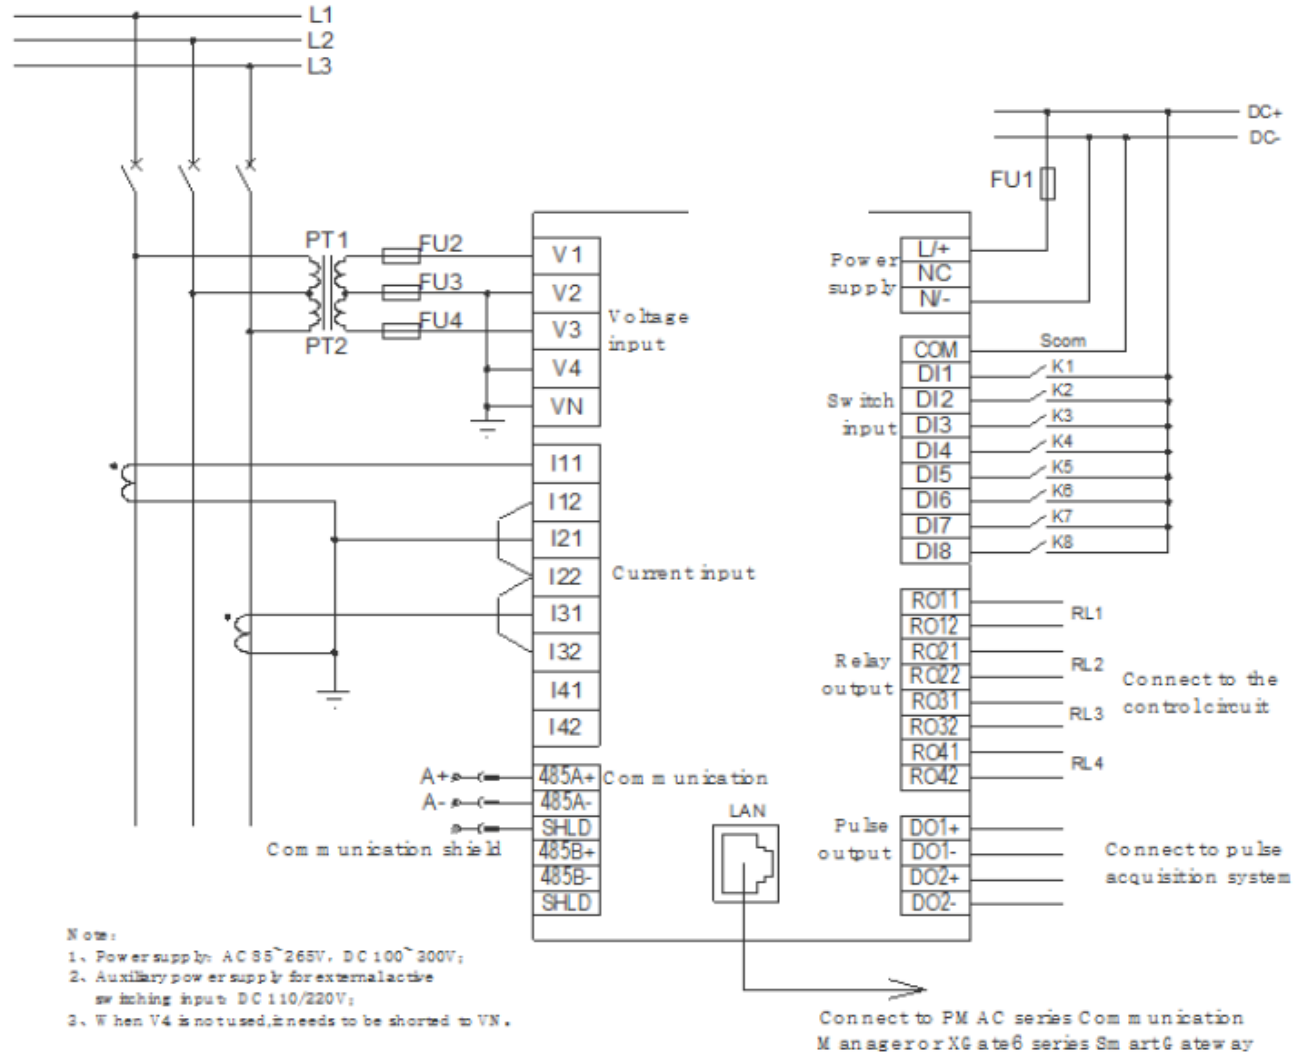 L1
L2
L3
DC+
DC-
FU1
PT1
FU2
FU3
FU4
PT2
V1
V2
V3
V4
VN
Voltage
input
Power
supply
L/+
NC
N/-
Switch
input
COM
DI1
DI2
DI3
DI4
DI5
DI6
DI7
DI8
Scom
K1
K2
K3
K4
K5
K6
K7
K8
I11
I12
I21
I22
I31
I32
I41
I42
Current input
Relay
output
RO11
RO12
RO21
RO22
RO31
RO32
RO41
RO42
RL1
RL2
RL3
RL4
Connect to the
control circuit
A+
A-
Communication shield
485A+
485A-
SHLD
485B+
485B-
SHLD
Communication
LAN
Pulse
output
DO1+
DO1-
DO2+
DO2-
Connect to pulse
acquisition system
Note:
1、Power supply: AC 85~265V, DC 100~300V;
2、Auxiliary power supply for external active
switching input: DC 110/220V;
3、When V4 is not used,it needs to be shorted to VN.
Connect to PMAC series Communication
Manager or XGate6 series Smart Gateway